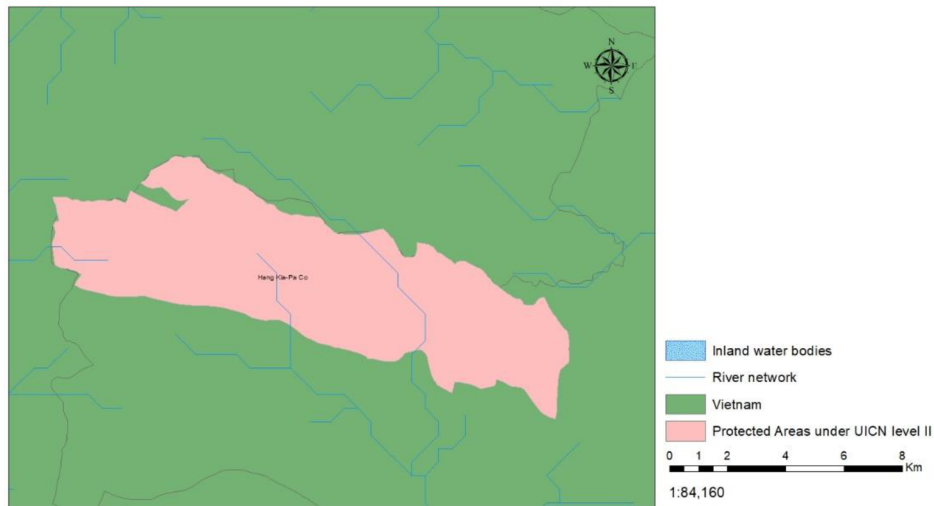 N
W E
S
Hang Kia-Pa Co
Inland water bodies
River network
Vietnam
Protected Areas under UICN level II
0 1 2 4 6 8
Km
1:84,160